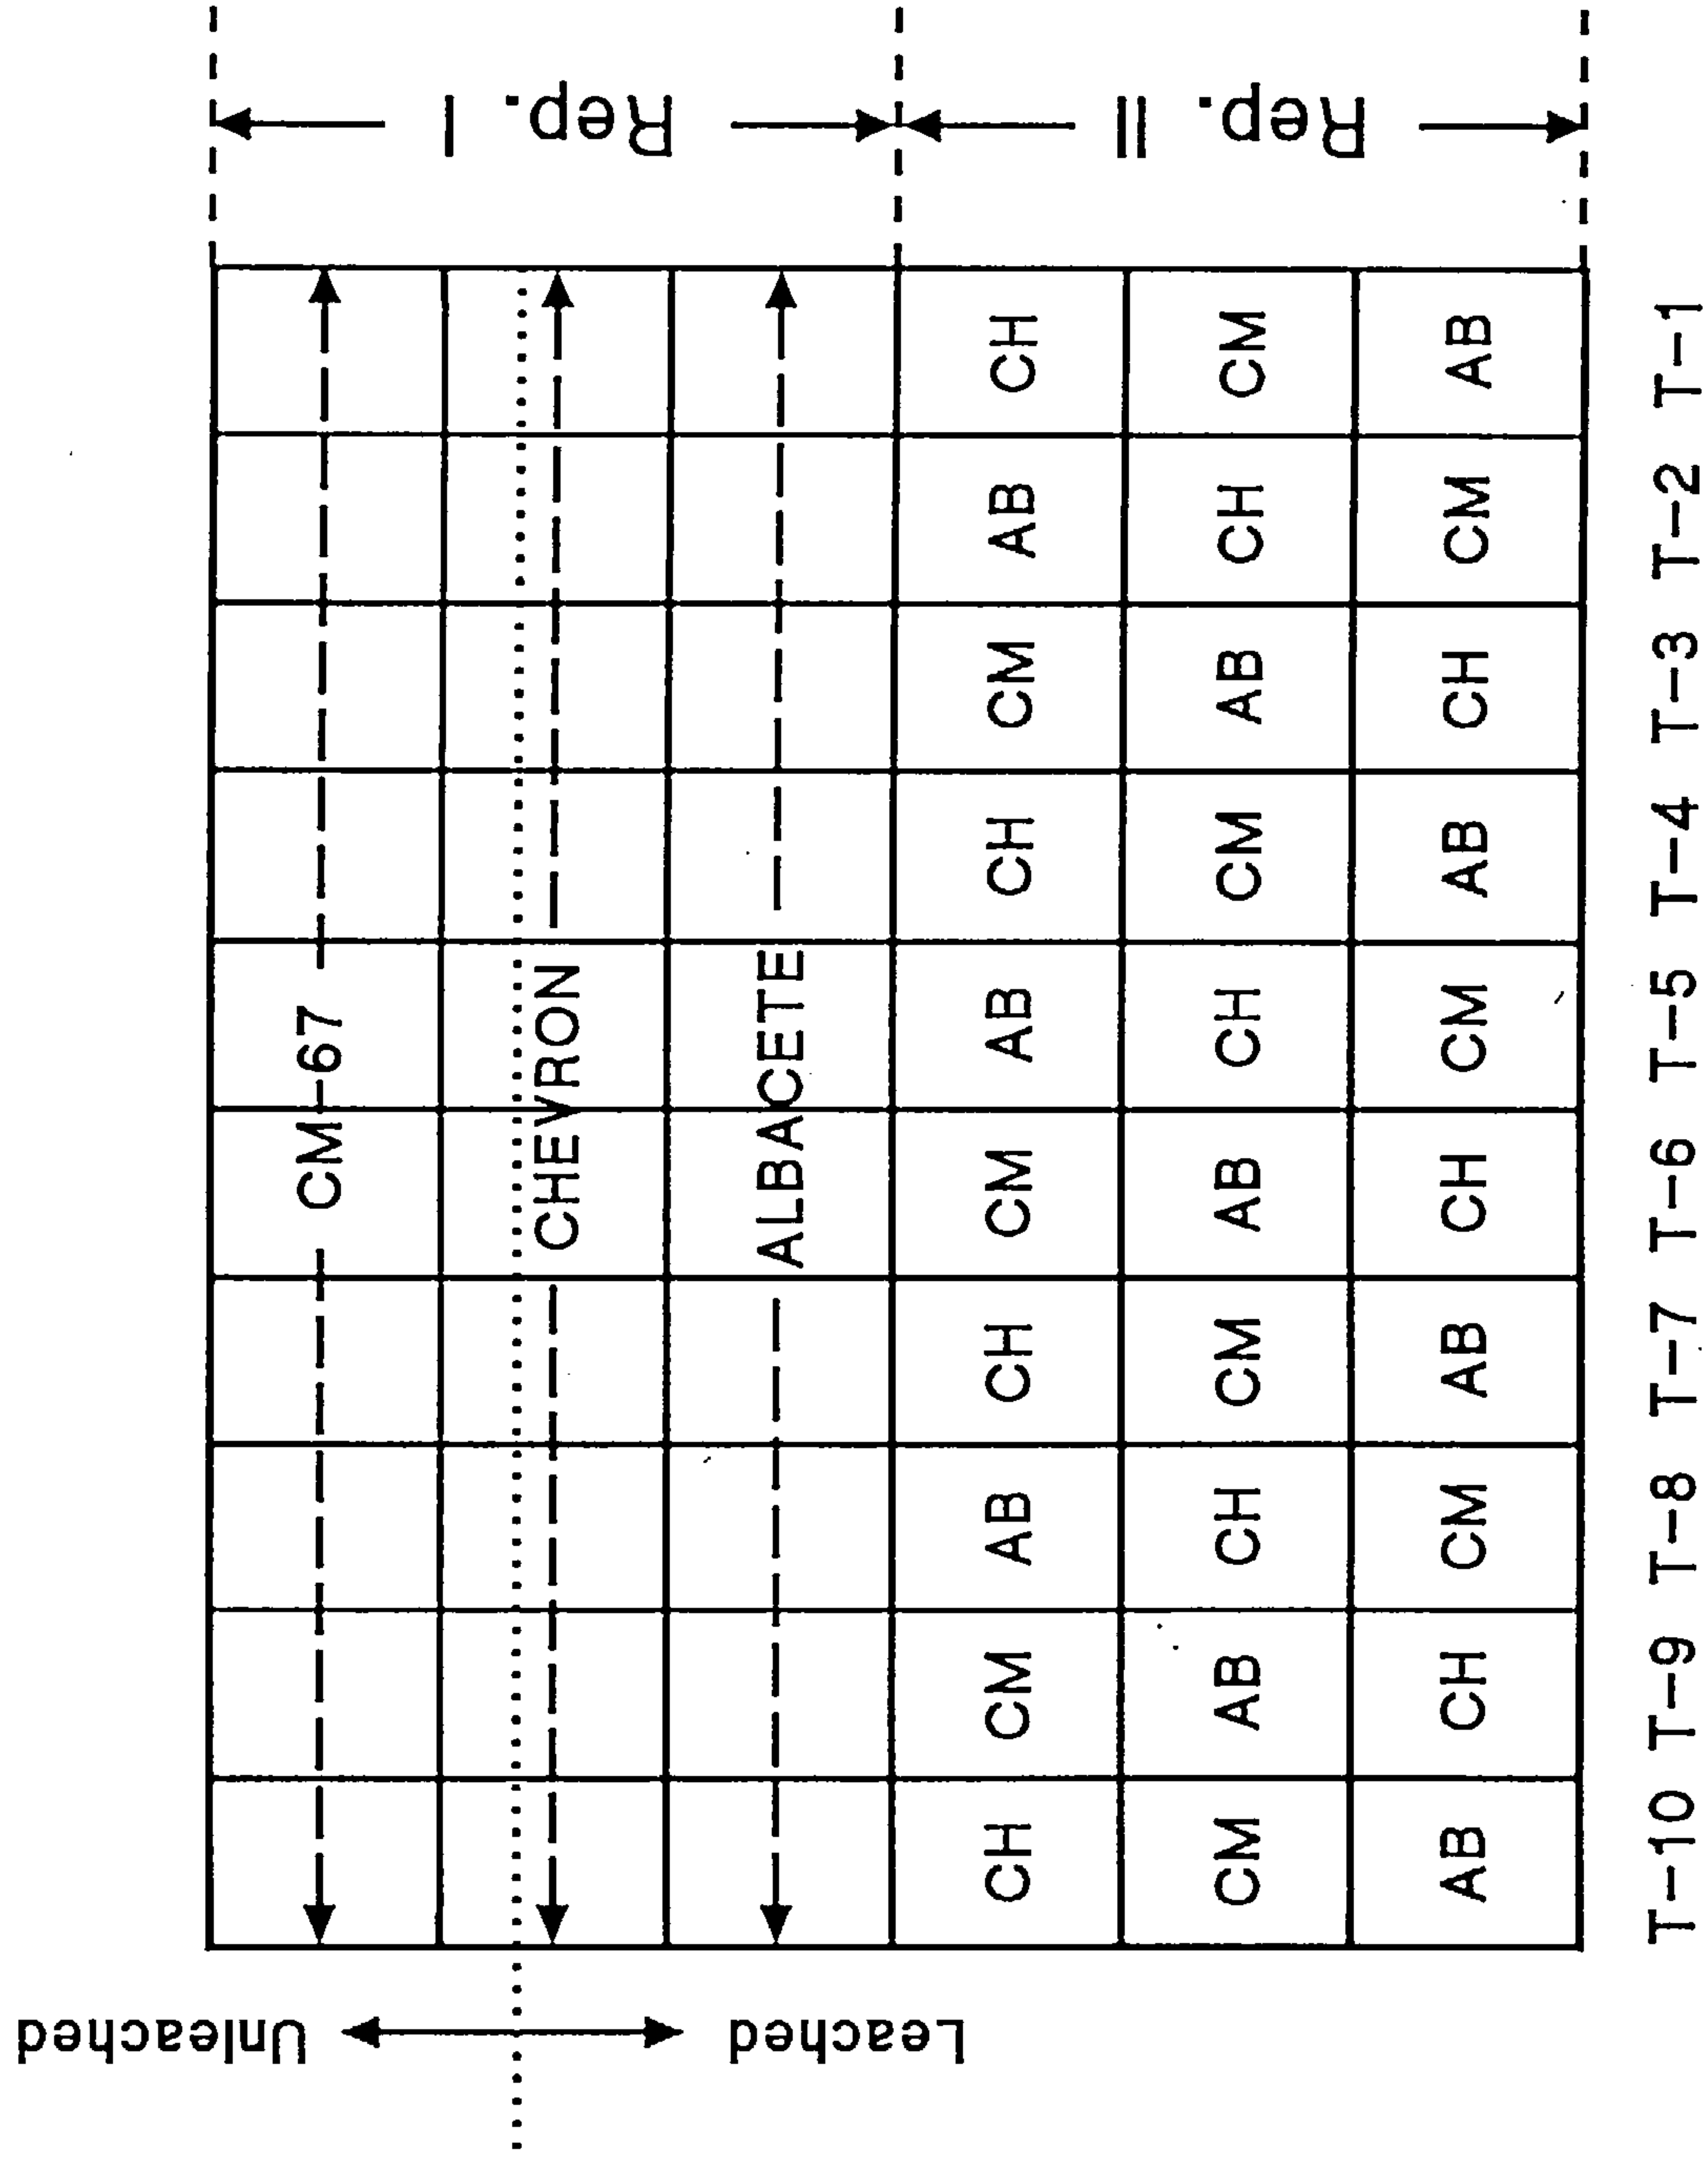 Unleached
Leached
CM-67
CHEVRON
ALBACETE
CH CM AB CH CM AB CH CM AB CH
CM AB CH CM AB CH CM AB CH CM
AB CH CM AB CH CM AB CH CM AB
T-10 T-9 T-8 T-7 T-6 T-5 T-4 T-3 T-2 T-1
Rep. I
Rep. II